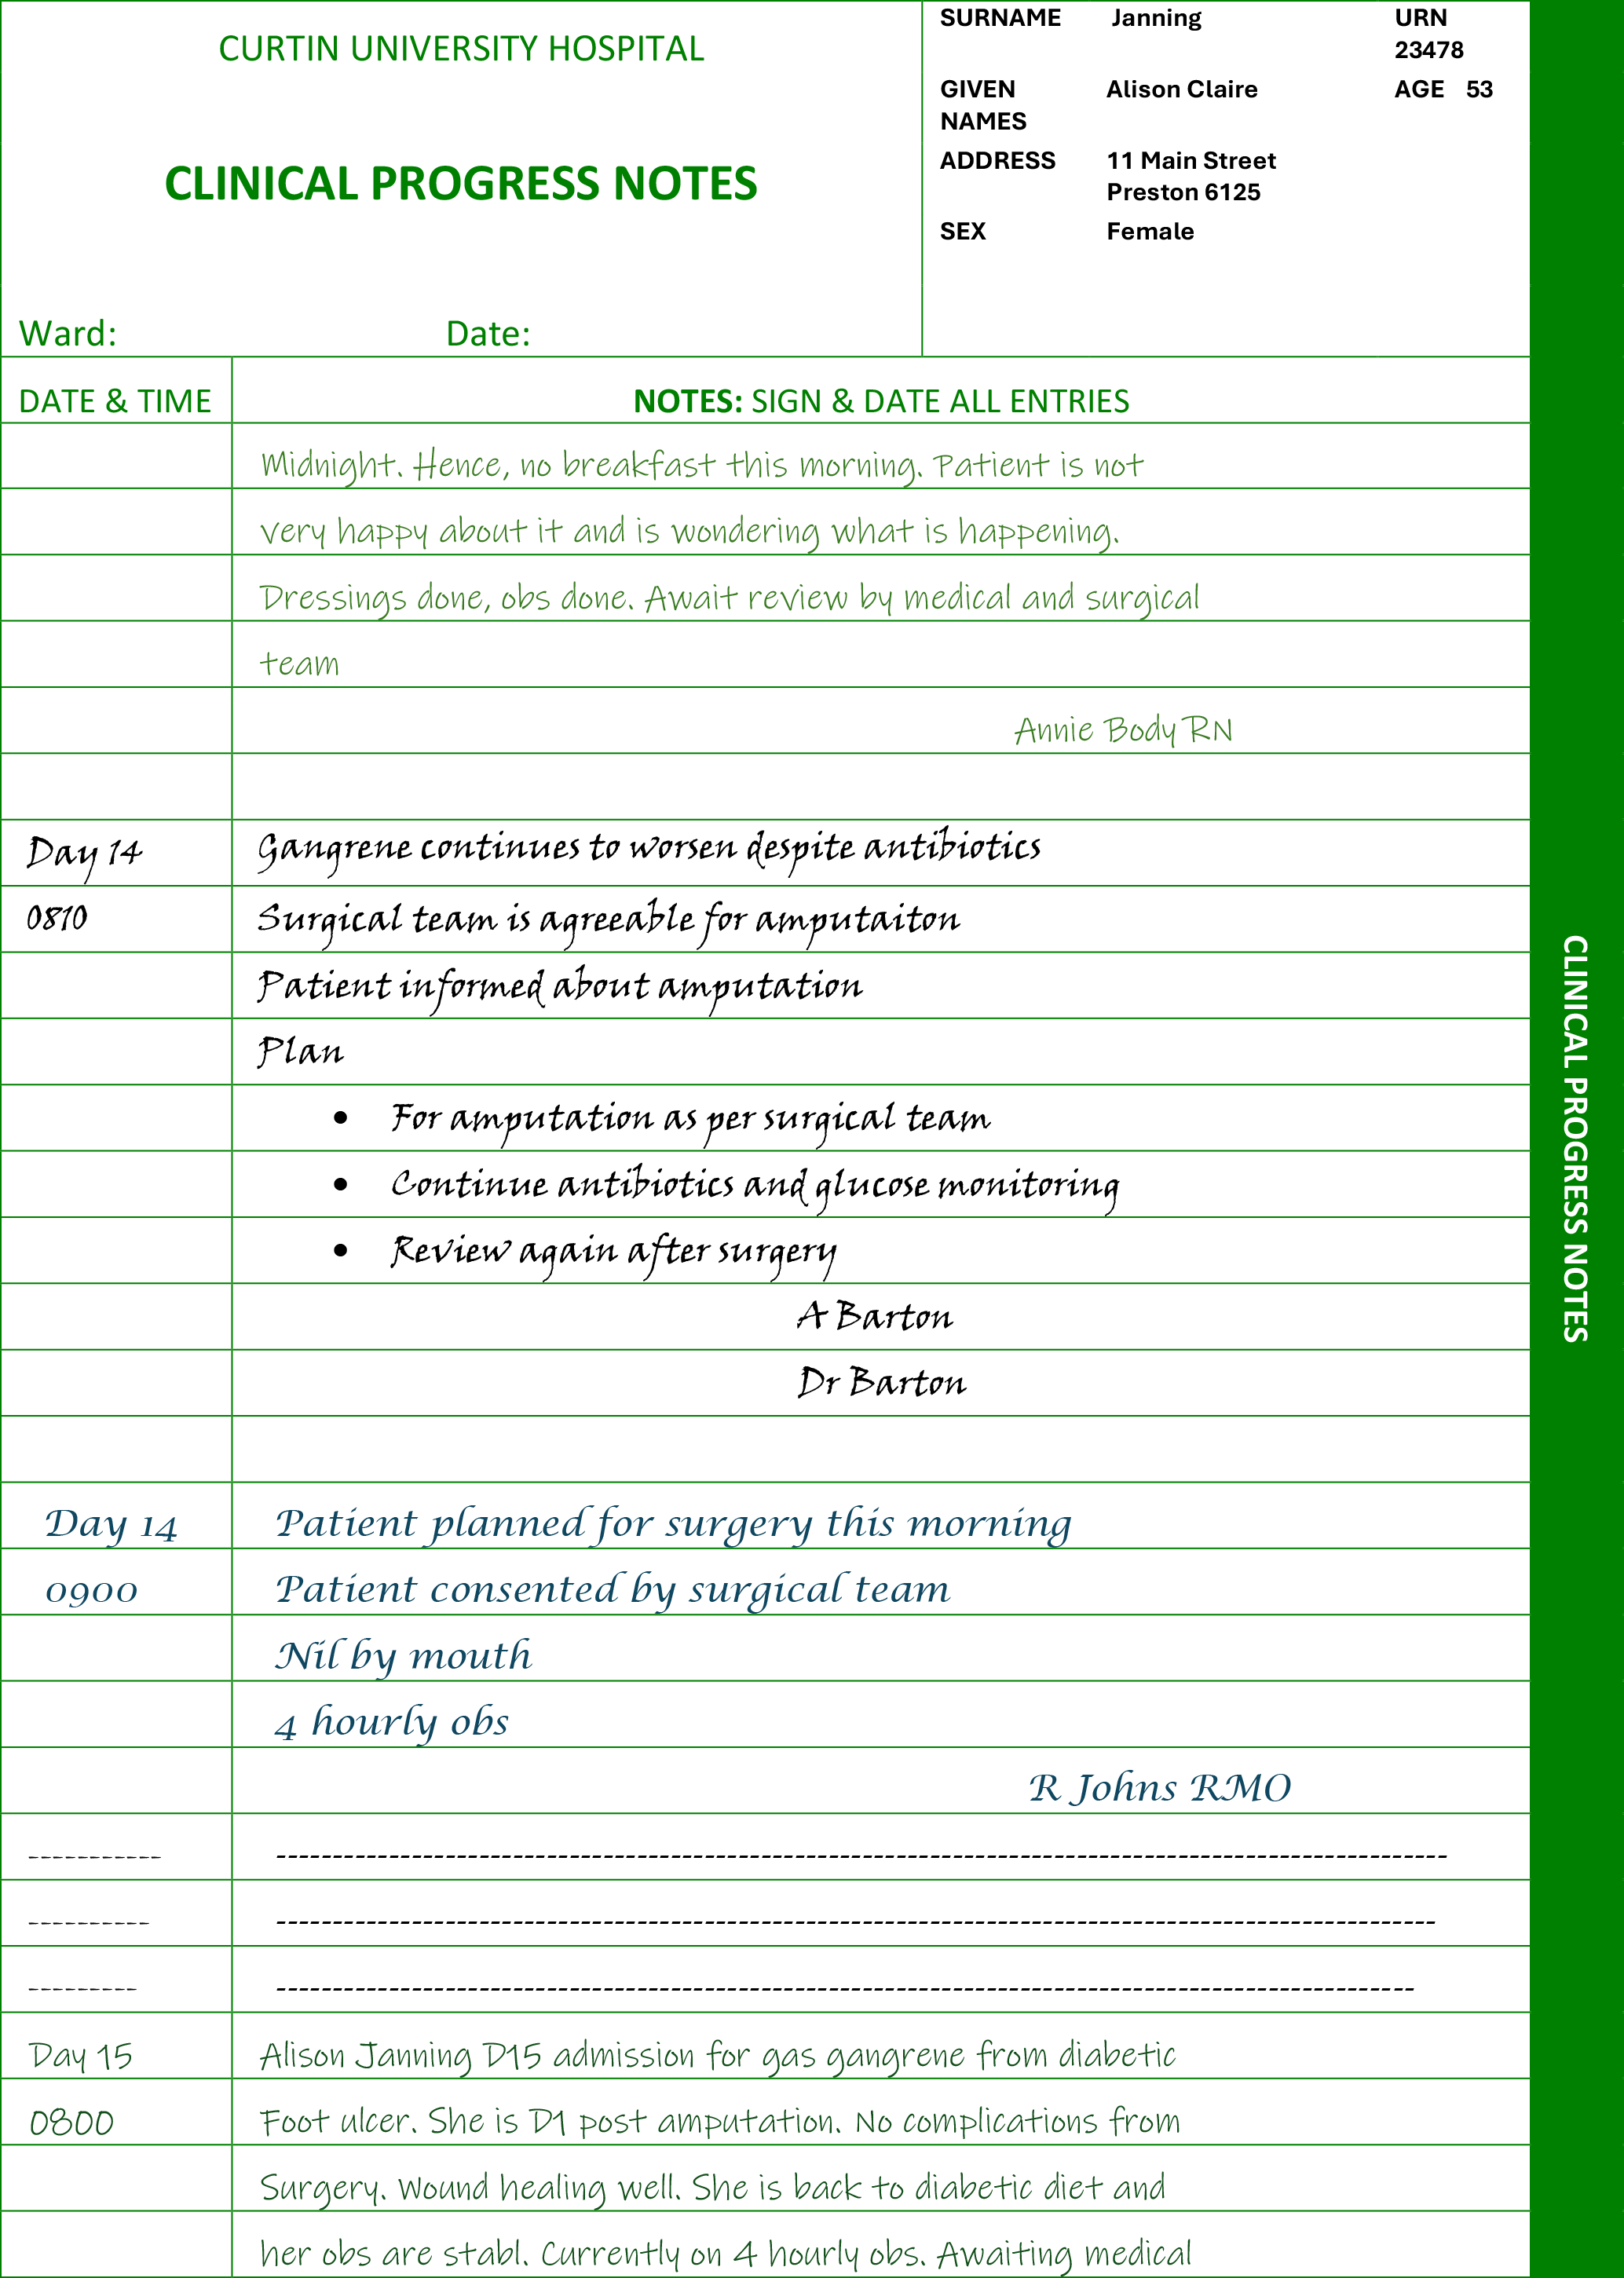 CURTIN UNIVERSITY HOSPITAL
CLINICAL PROGRESS NOTES
Ward: Date:
SURNAME Janning URN
23478
GIVEN Alison Claire AGE 53
NAMES
ADDRESS 11 Main Street
Preston 6125
SEX Female
DATE & TIME NOTES: SIGN & DATE ALL ENTRIES
Midnight. Hence, no breakfast this morning. Patient is not
very happy about it and is wondering what is happening.
Dressings done, obs done. Await review by medical and surgical
team
Annie Body RN
Day 14 Gangrene continues to worsen despite antibiotics
0810 Surgical team is agreeable for amputaiton
Patient informed about amputation
Plan
• For amputation as per surgical team
• Continue antibiotics and glucose monitoring
• Review again after surgery
A Barton
Dr Barton
Day 14 Patient planned for surgery this morning
0900 Patient consented by surgical team
Nil by mouth
4 hourly obs
R Johns RMO
----------- --------------------------------------------------------------------------------------------------------
---------- -------------------------------------------------------------------------------------------------------
--------- -----------------------------------------------------------------------------------------------------
Day 15 Alison Janning D15 admission for gas gangrene from diabetic
0800 Foot ulcer. She is D1 post amputation. No complications from
Surgery. Wound healing well. She is back to diabetic diet and
her obs are stabl. Currently on 4 hourly obs. Awaiting medical
CLINICAL PROGRESS NOTES